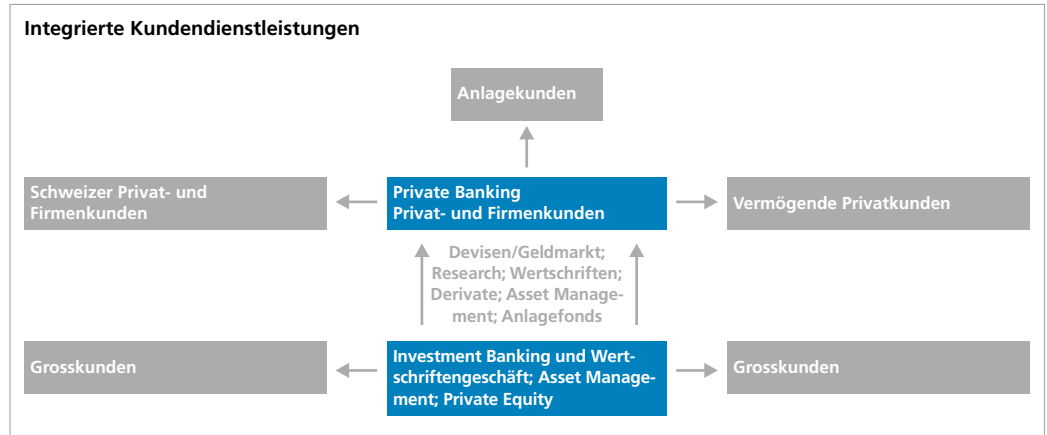 Integrierte Kundendienstleistungen
Anlagekunden
Schweizer Privat- und
Firmenkunden
Private Banking
Privat- und Firmenkunden
Vermögende Privatkunden
Devisen/Geldmarkt;
Research; Wertschriften;
Derivate; Asset Manage-
ment; Anlagefonds
Grosskunden
Investment Banking und Wert-
schriftengeschäft; Asset Manage-
ment; Private Equity
Grosskunden